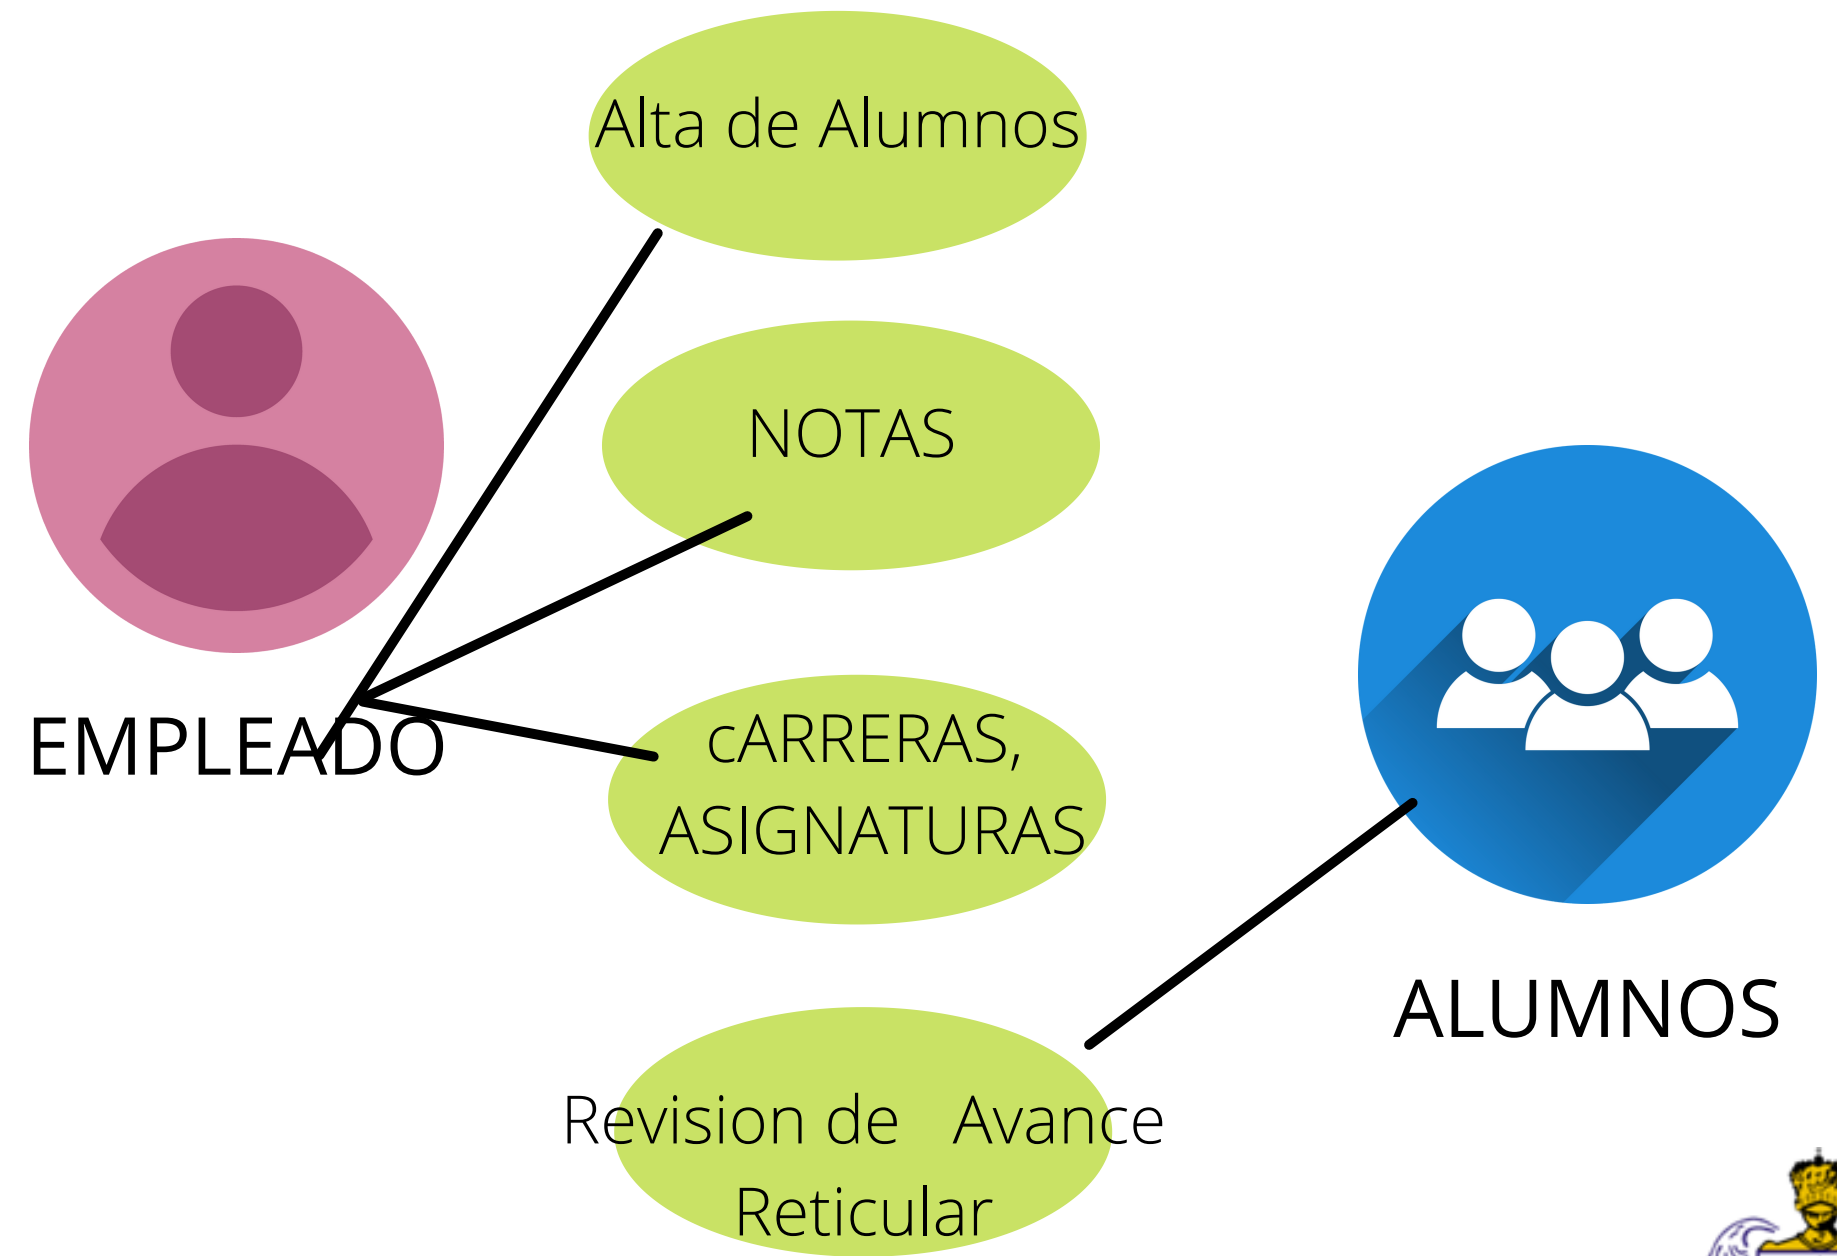 Alta de Alumnos
NOTAS
EMPLEADO
cARRERAS,
ASIGNATURAS
ALUMNOS
Revision de Avance
Reticular